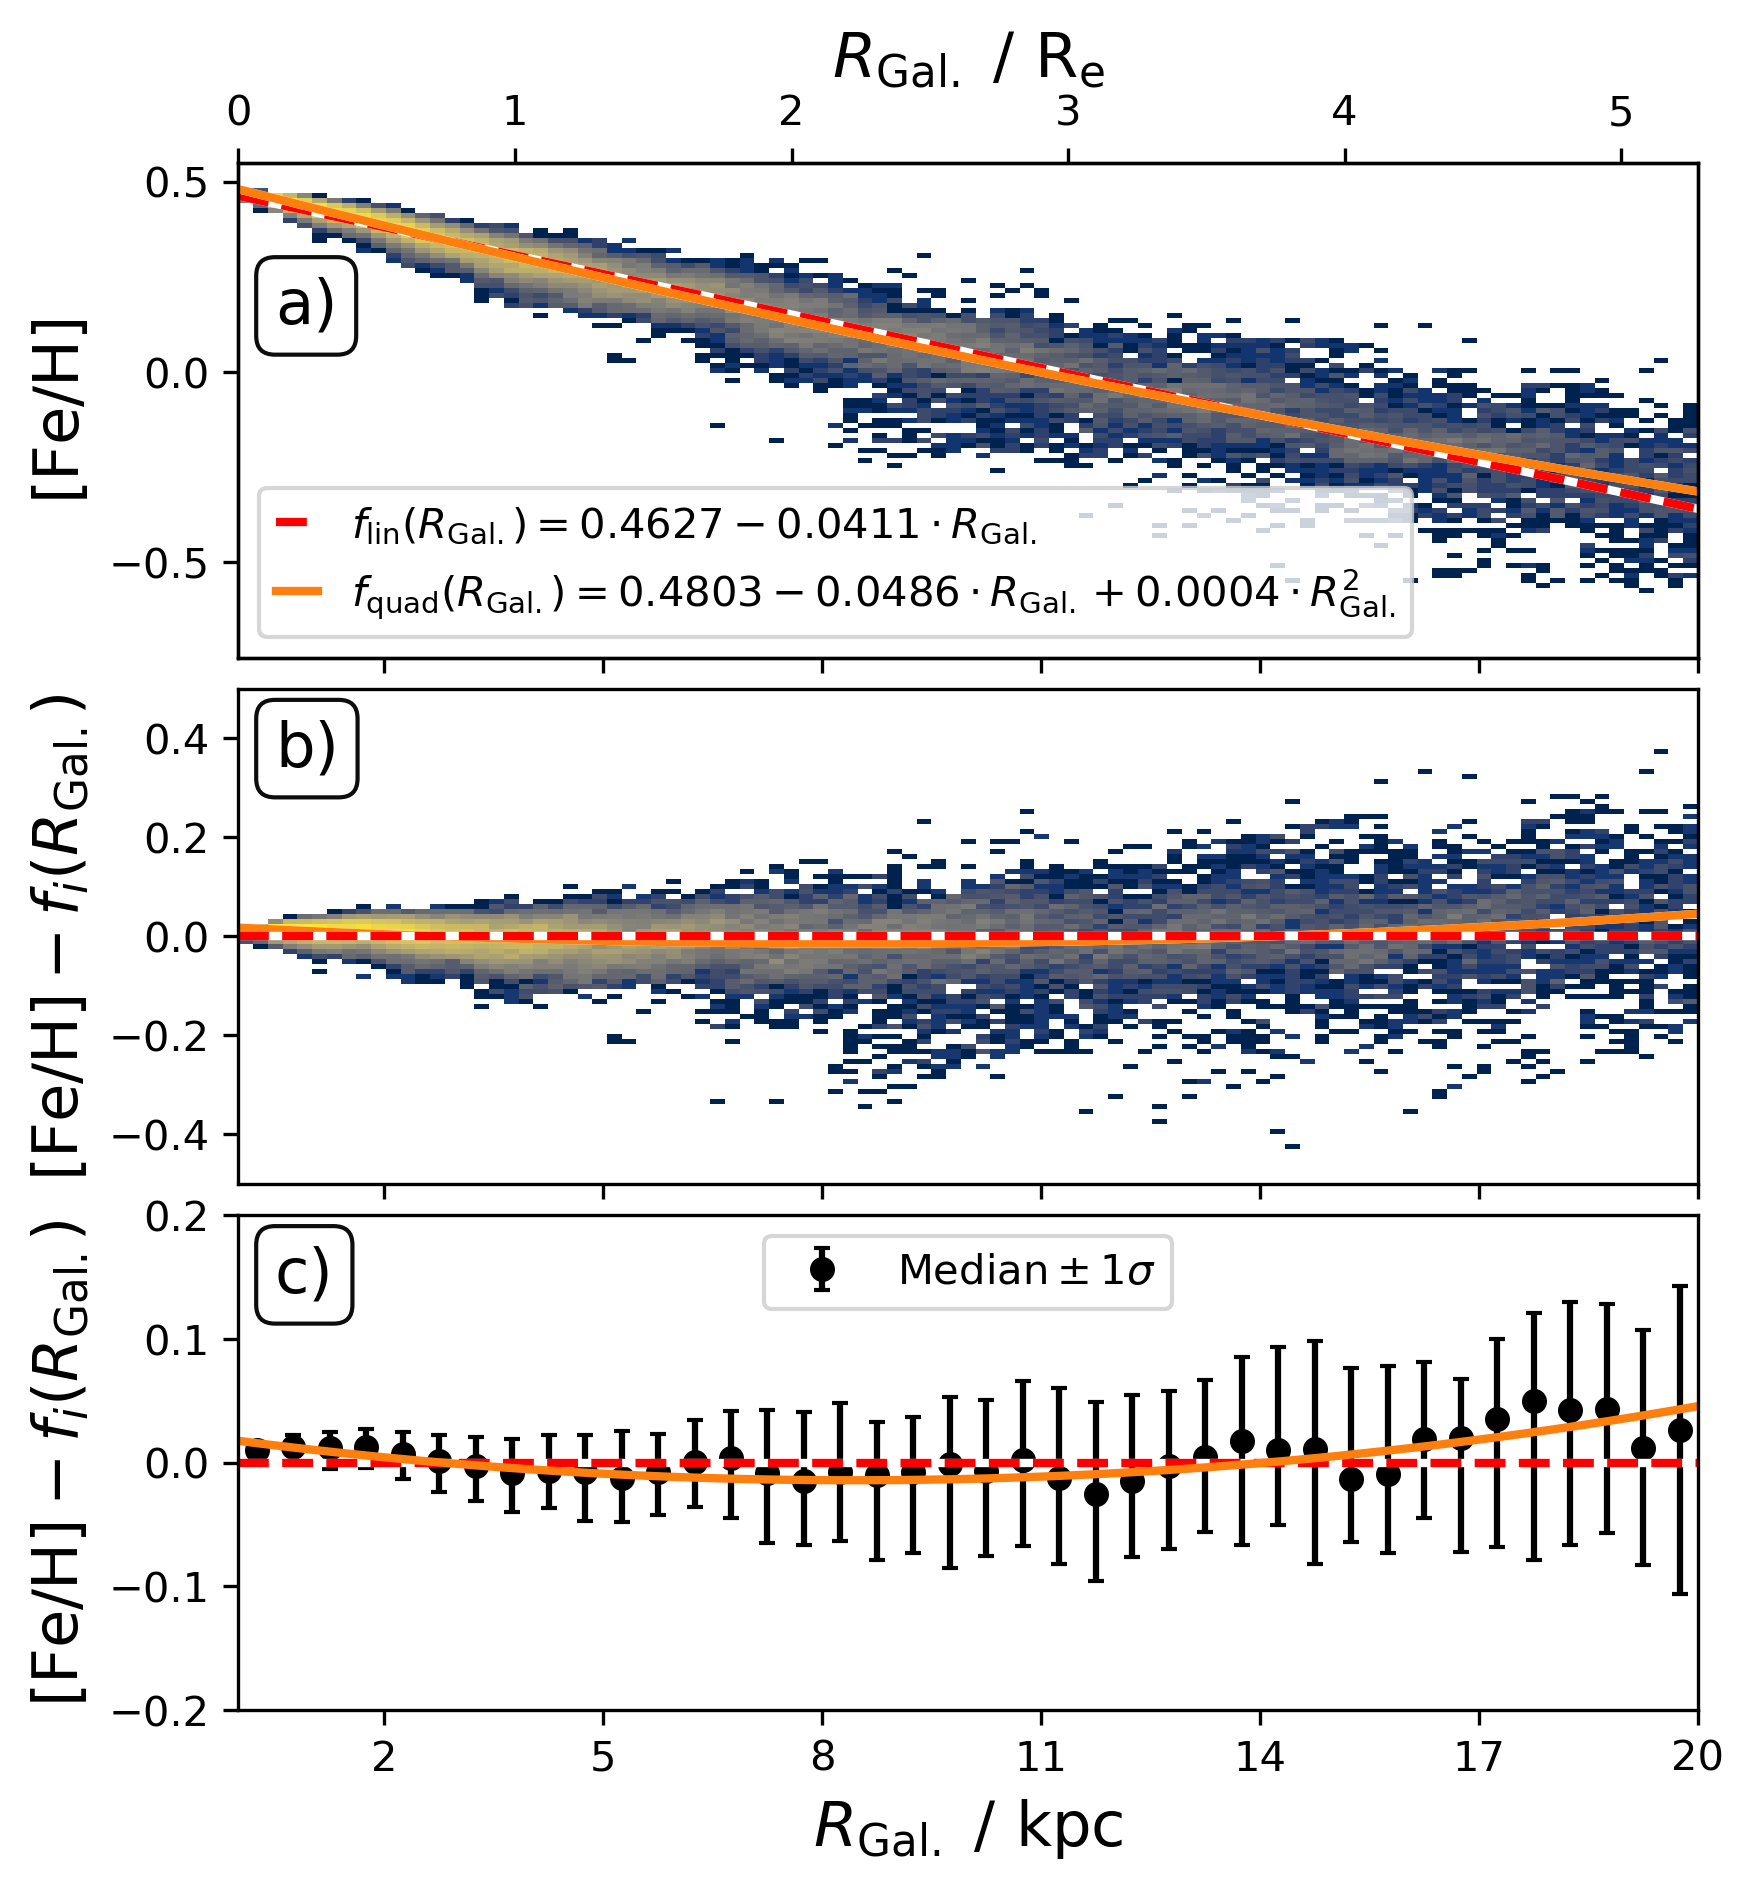 R_Gal. / R_e
0 1 2 3 4 5
[Fe/H]
0.5
0.0
−0.5
a)
f_lin(R_Gal.) = 0.4627 − 0.0411 · R_Gal.
f_quad(R_Gal.) = 0.4803 − 0.0486 · R_Gal. + 0.0004 · R²_Gal.
[Fe/H] − f_i(R_Gal.)
0.4
0.2
0.0
−0.2
−0.4
b)
[Fe/H] − f_i(R_Gal.)
0.2
0.1
0.0
−0.1
−0.2
c)
Median ± 1σ
2 5 8 11 14 17 20
R_Gal. / kpc